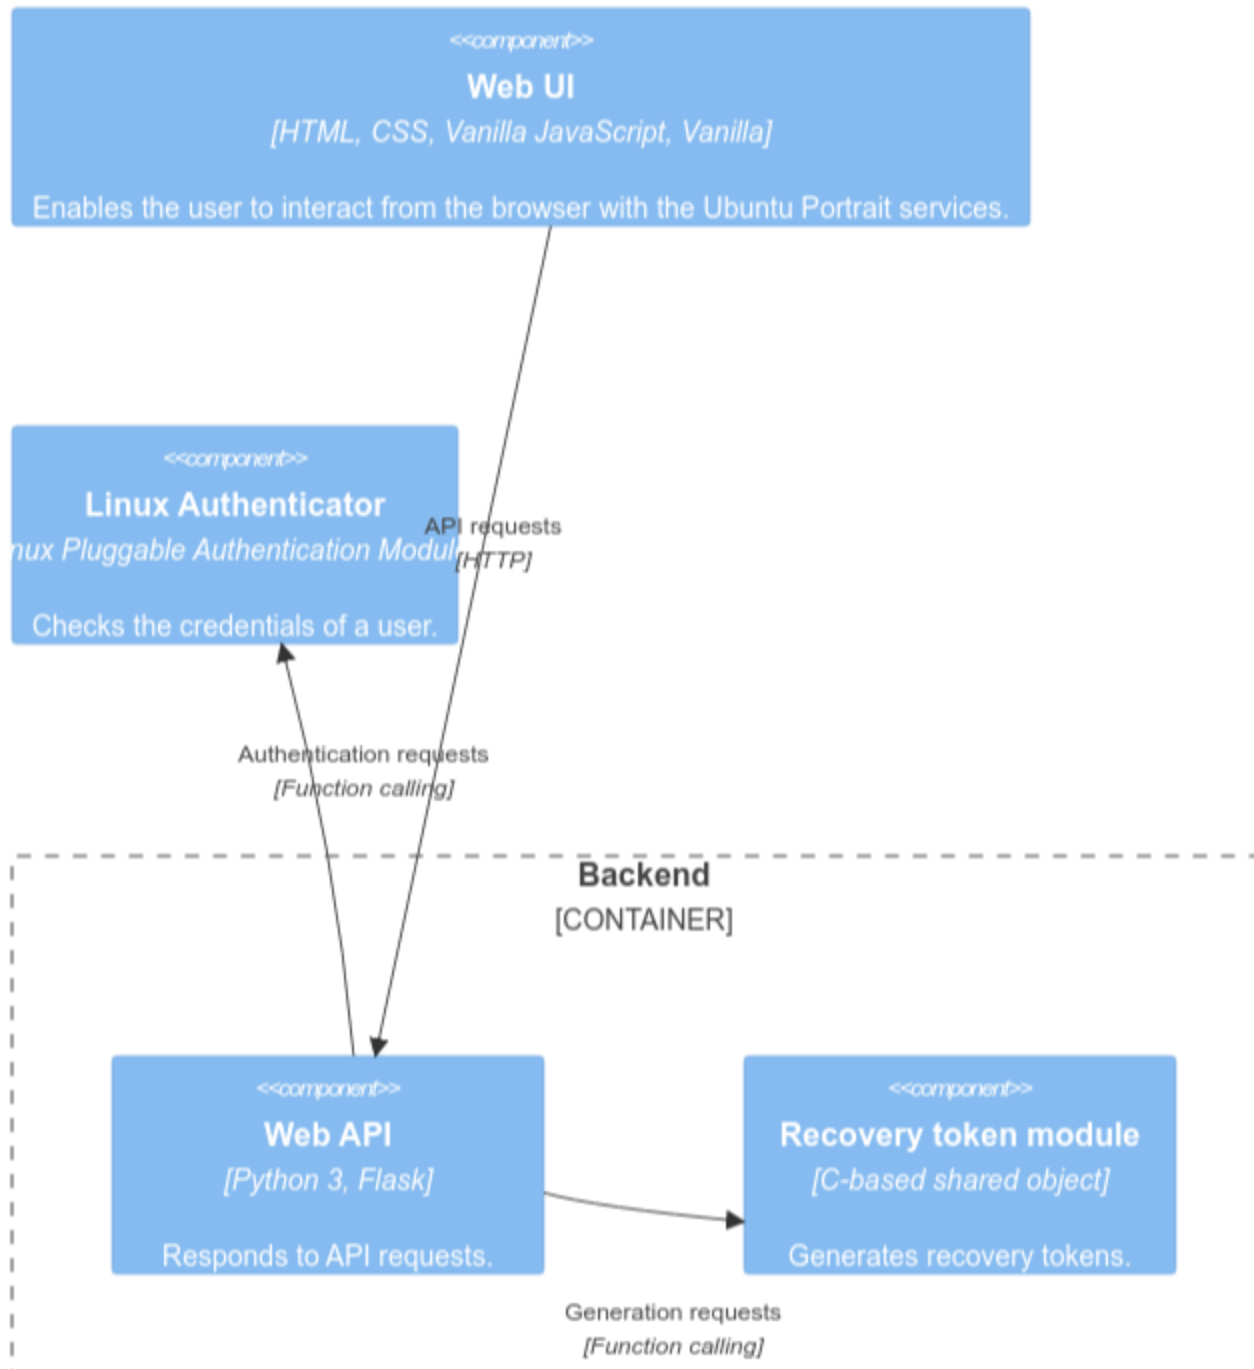 <<component>>
Web UI
[HTML, CSS, Vanilla JavaScript, Vanilla]
Enables the user to interact from the browser with the Ubuntu Portrait services.
<<component>>
Linux Authenticator
Pluggable Authentication
Checks the credentials of a user.
API requests
[HTTP]
Authentication requests
[Function calling]
Backend
[CONTAINER]
<<component>>
Web API
[Python 3, Flask]
Responds to API requests.
<<component>>
Recovery token module
[C-based shared object]
Generates recovery tokens.
Generation requests
[Function calling]